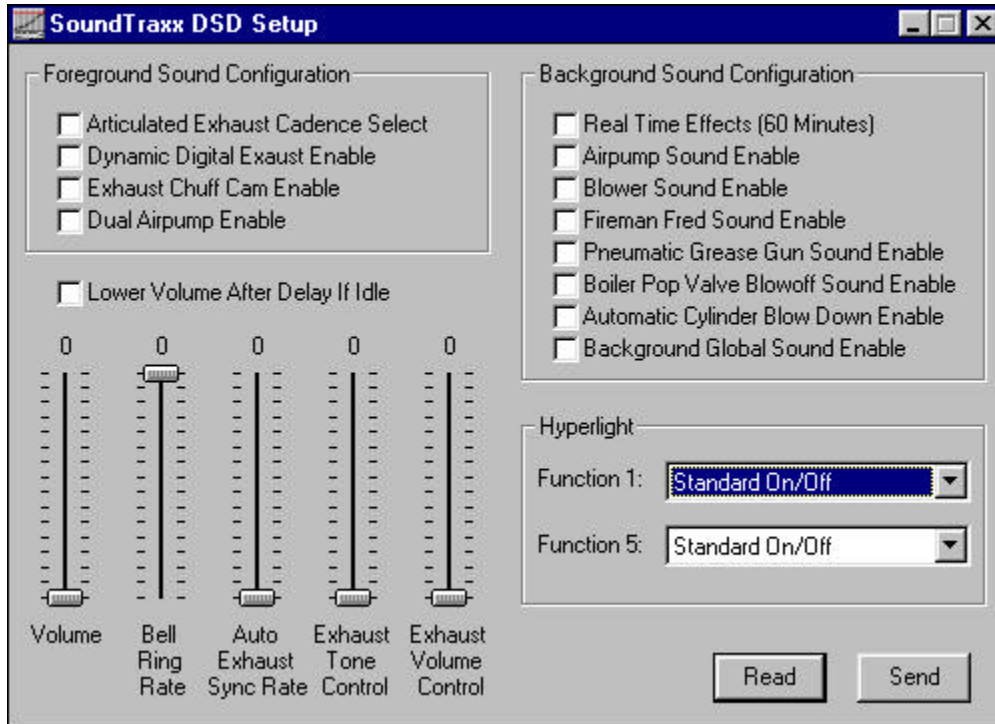 SoundTraxx DSD Setup
Foreground Sound Configuration
Articulated Exhaust Cadence Select
Dynamic Digital Exaust Enable
Exhaust Chuff Cam Enable
Dual Airpump Enable
Lower Volume After Delay If Idle
0 0 0 0 0
Volume
Bell
Ring
Rate
Auto
Exhaust
Sync Rate
Exhaust
Tone
Control
Exhaust
Volume
Control
Background Sound Configuration
Real Time Effects (60 Minutes)
Airpump Sound Enable
Blower Sound Enable
Fireman Fred Sound Enable
Pneumatic Grease Gun Sound Enable
Boiler Pop Valve Blowoff Sound Enable
Automatic Cylinder Blow Down Enable
Background Global Sound Enable
Hyperlight
Function 1: Standard On/Off
Function 5: Standard On/Off
Read
Send